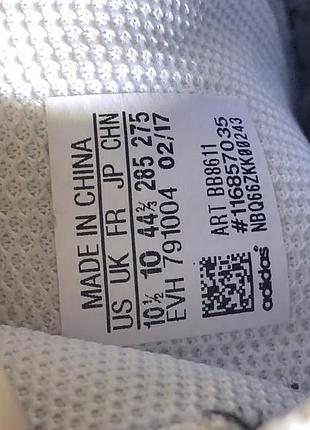 MADE IN CHINA
US UK FR JP CHN
10½ 10 44⅔ 285 275
EVH 791004 02/17
ART BB8611
#116857035
NBQ66ZKK00243
adidas